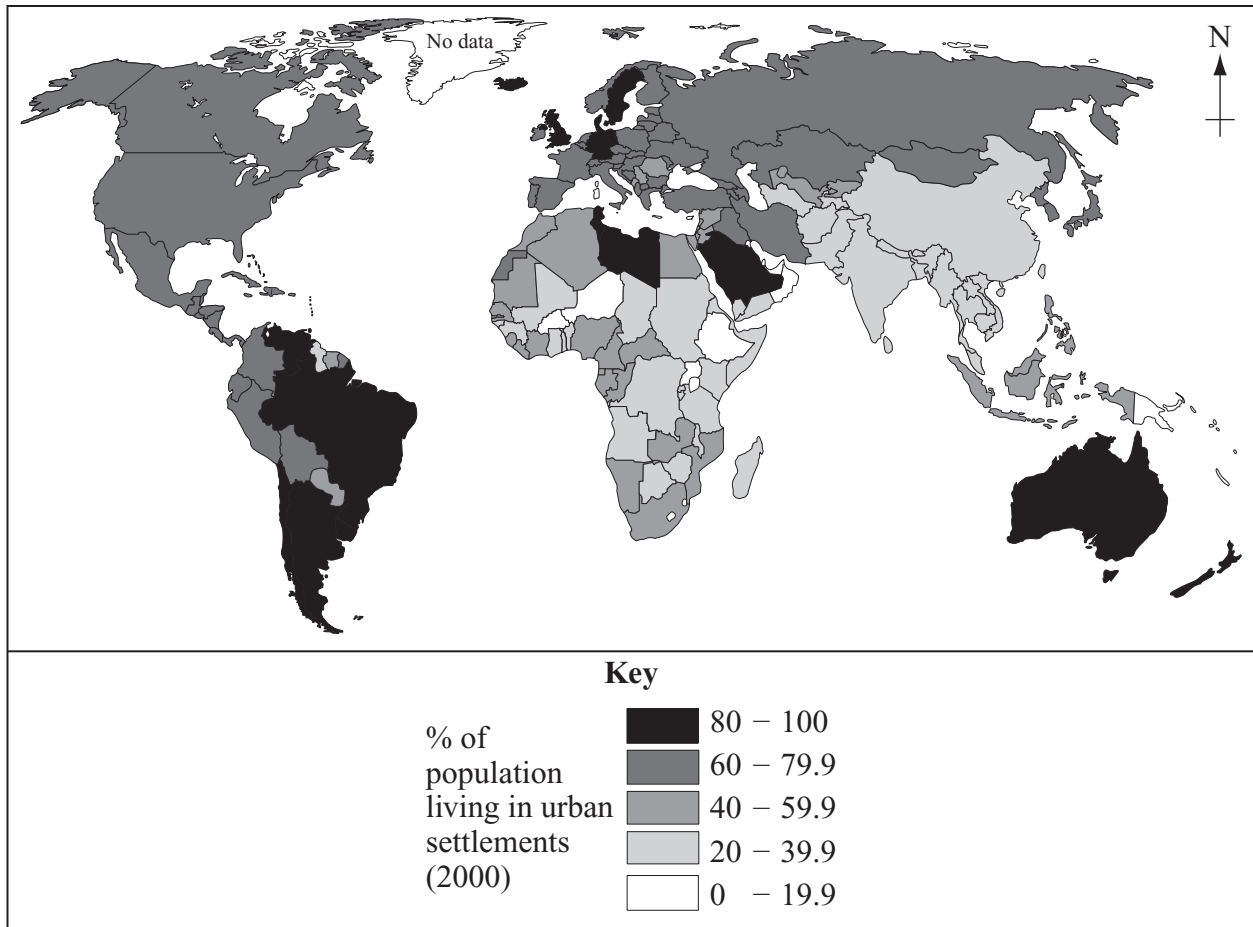 No data
N
Key
% of
population
living in urban
settlements
(2000)
80 – 100
60 – 79.9
40 – 59.9
20 – 39.9
0 – 19.9